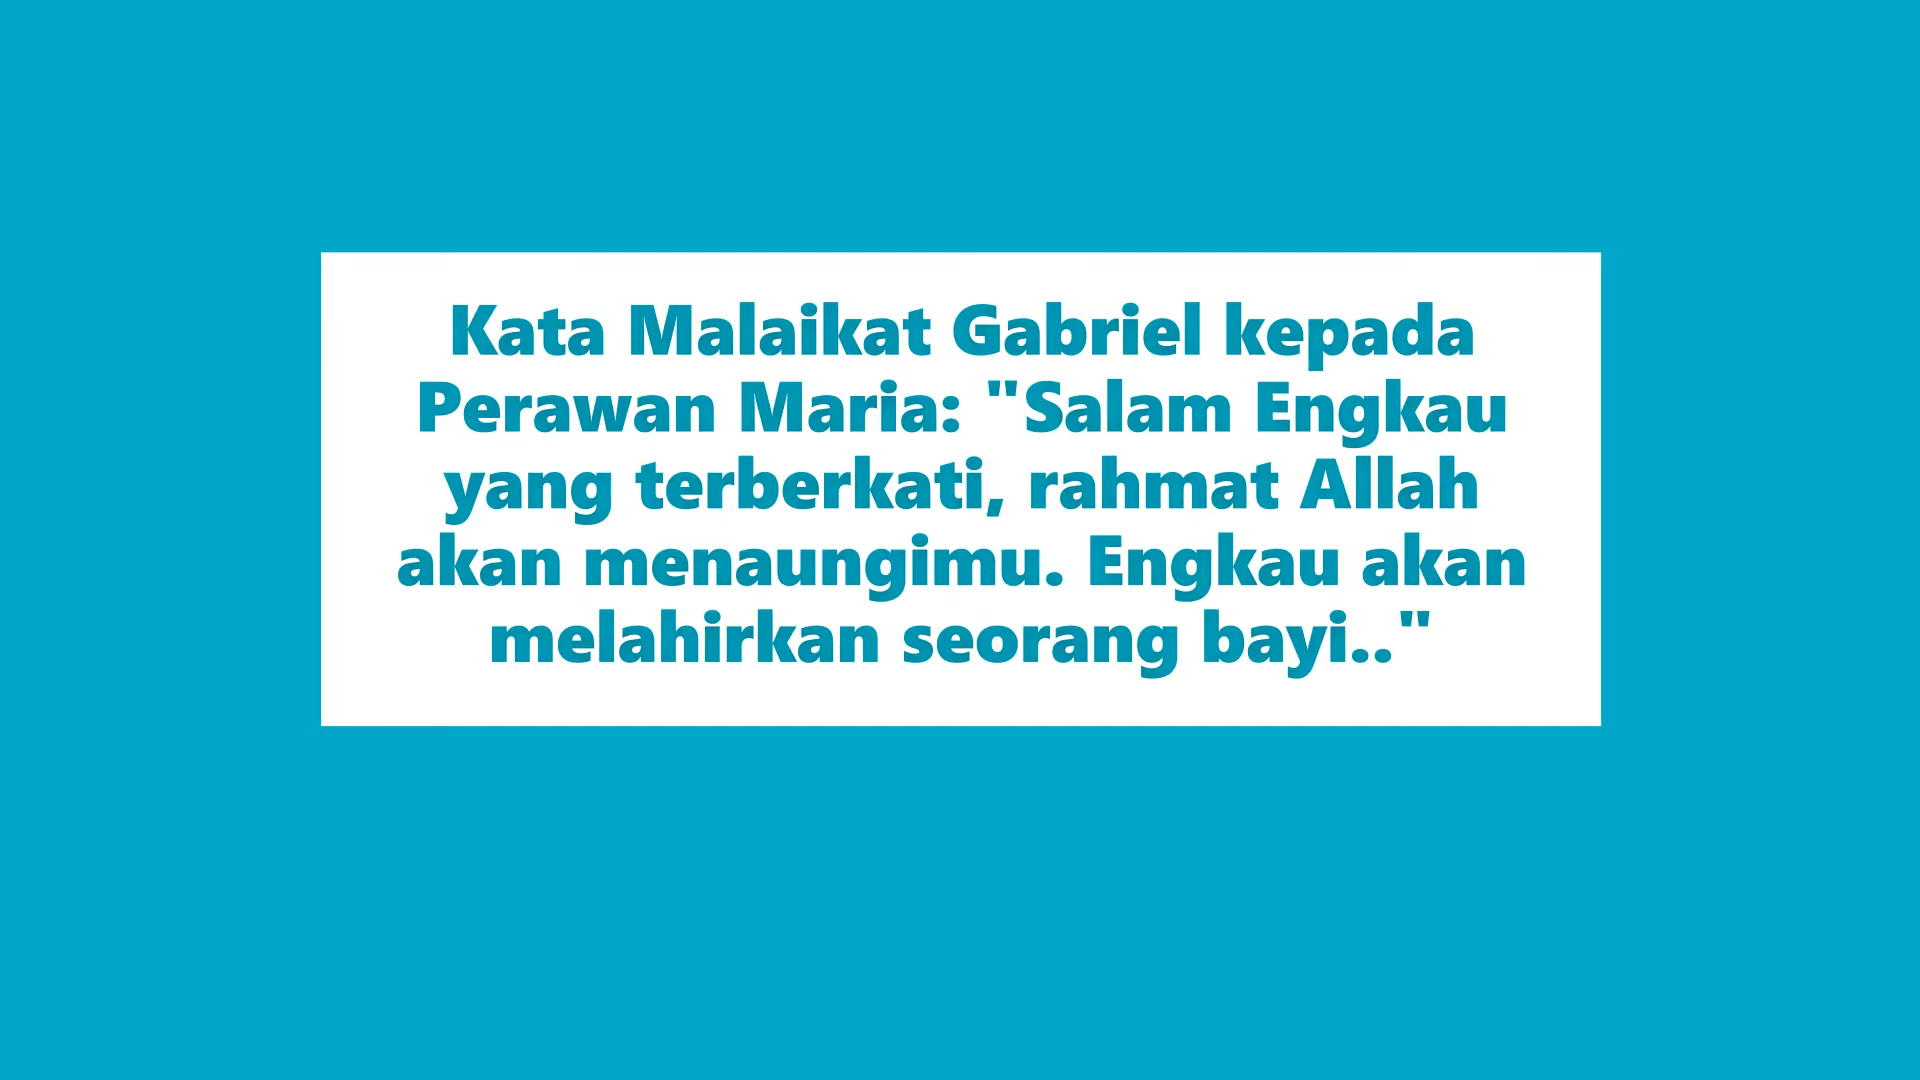 Kata Malaikat Gabriel kepada
Perawan Maria: "Salam Engkau
yang terberkati, rahmat Allah
akan menaungimu. Engkau akan
melahirkan seorang bayi.."